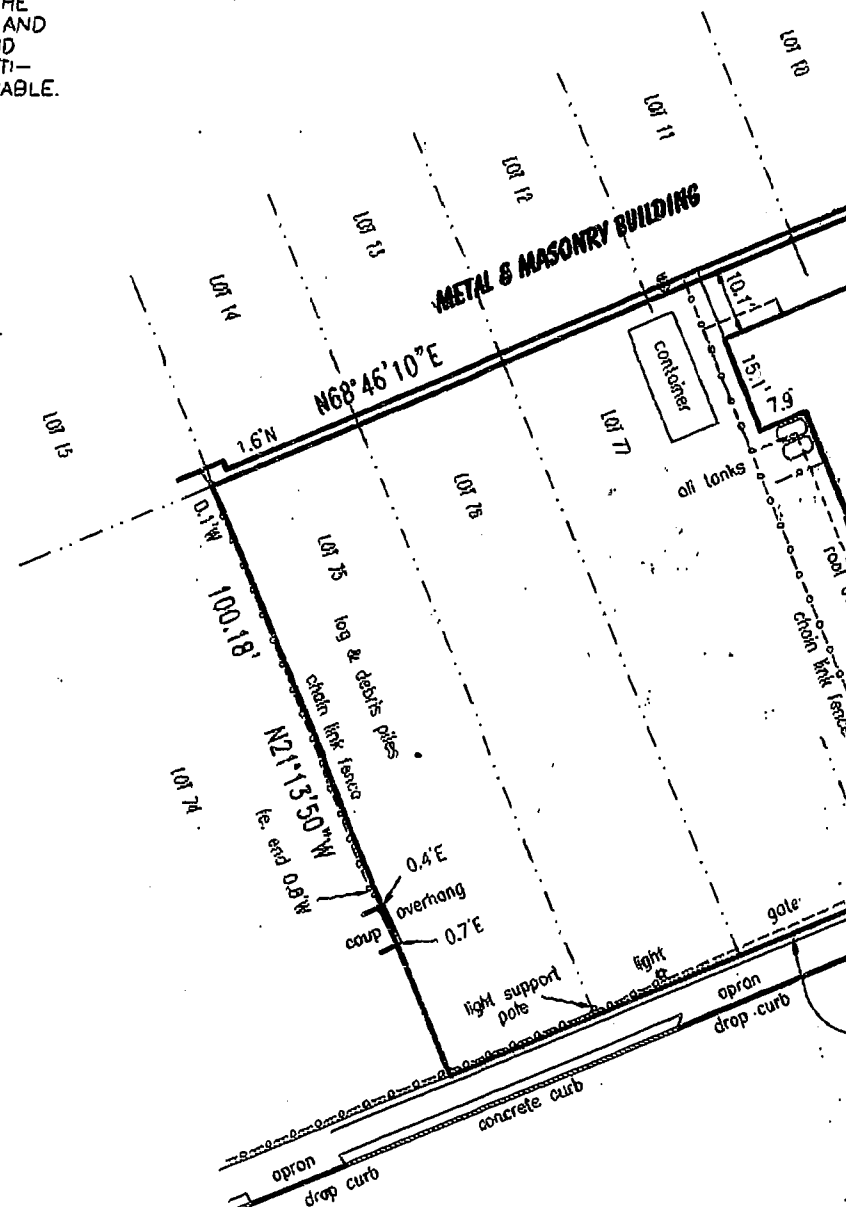 HE
AND
TI-
ABLE.
LOT 10
LOT 11
LOT 12
LOT 13
LOT 14
LOT 15
METAL & MASONRY BUILDING
N68°46'10"E
1.6'N
10.14
15.1'
7.9'
container
LOT 77
oil tanks
LOT 76
LOT 75
0.1'W
100.18'
log & debris piles
chain link fence
chain link fence
roof
N21°13'50"W
LOT 74
fe. end 0.8'W
0.4'E
overhang
coup
0.7'E
gate
light
light support
pole
apron
drop curb
concrete curb
apron
drop curb